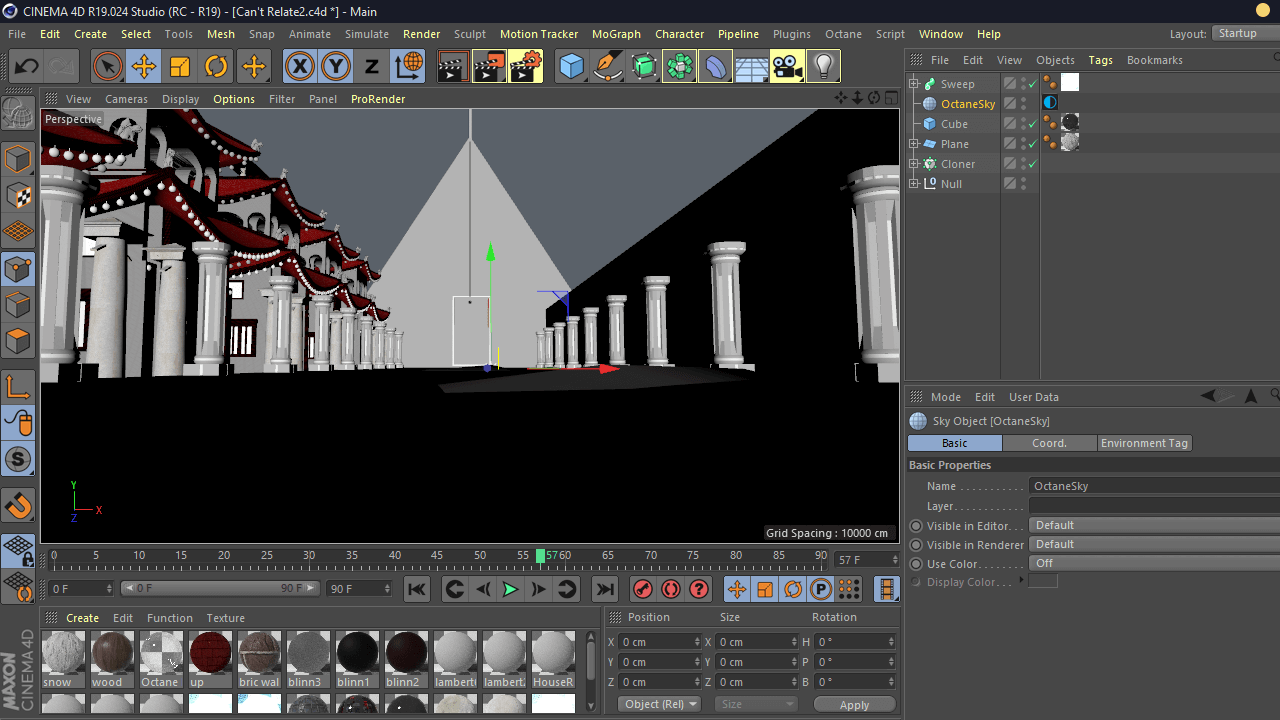 CINEMA 4D R19.024 Studio (RC - R19) - [Can't Relate2.c4d *] - Main
File Edit Create Select Tools Mesh Snap Animate Simulate Render Sculpt Motion Tracker MoGraph Character Pipeline Plugins Octane Script Window Help Layout: Startup
X Y Z
File Edit View Objects Tags Bookmarks
Sweep
OctaneSky
Cube
Plane
Cloner
Null
View Cameras Display Options Filter Panel ProRender
Perspective
Y
X
Z
Grid Spacing : 10000 cm
Mode Edit User Data
Sky Object [OctaneSky]
Basic Coord. Environment Tag
Basic Properties
Name OctaneSky
Layer
Visible in Editor Default
Visible in Renderer Default
Use Color Off
Display Color
0 5 10 15 20 25 30 35 40 45 50 55 57 60 65 70 75 80 85 90 57 F
0 F 0 F 90 F 90 F
P
S
Create Edit Function Texture
snow wood Octane up bric wal blinn3 blinn1 blinn2 lambert lambert2 HouseR
Position Size Rotation
X 0 cm X 0 cm H 0 °
Y 0 cm Y 0 cm P 0 °
Z 0 cm Z 0 cm B 0 °
Object (Rel) Size Apply
MAXON
CINEMA 4D